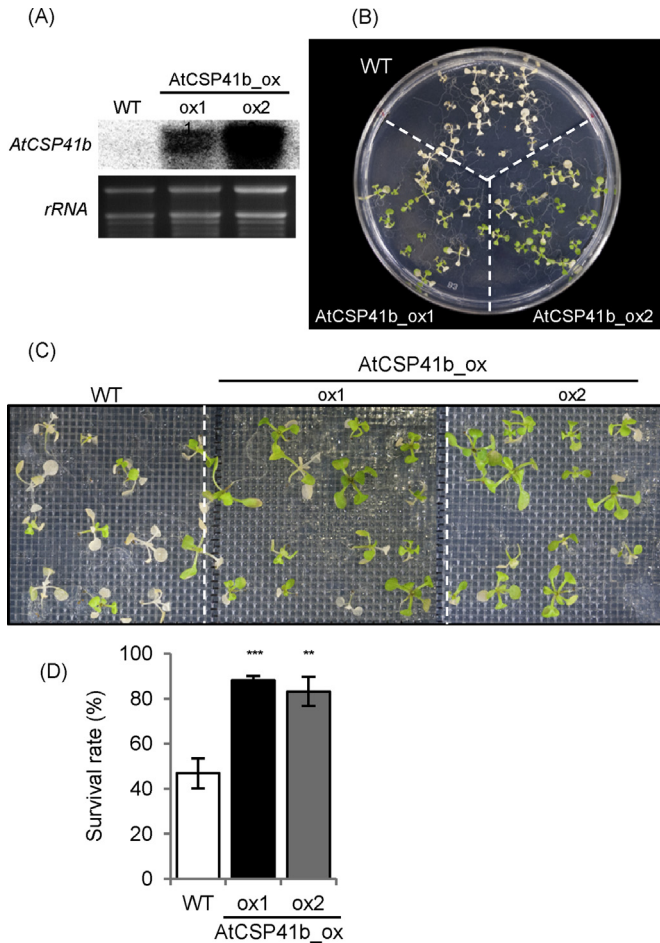 (A)
AtCSP41b_ox
WT ox1 ox2
1
AtCSP41b
rRNA
(B)
WT
AtCSP41b_ox1 AtCSP41b_ox2
(C)
AtCSP41b_ox
WT ox1 ox2
(D)
Survival rate (%)
100
80
60
40
20
0
*** **
WT ox1 ox2
AtCSP41b_ox